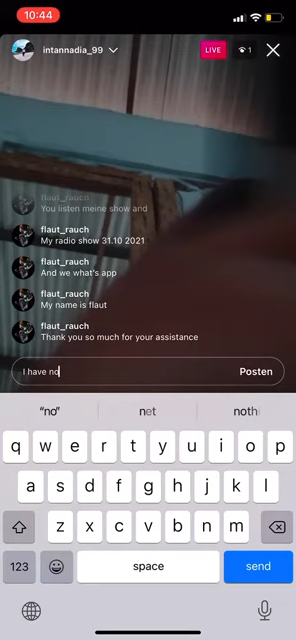 10:44
intannadia_99
LIVE
1
flaut_rauch
You listen meine show and
flaut_rauch
My radio show 31.10 2021
flaut_rauch
And we what's app
flaut_rauch
My name is flaut
flaut_rauch
Thank you so much for your assistance
I have no
Posten
“no” net noth
q w e r t y u i o p
a s d f g h j k l
z x c v b n m
123 space send